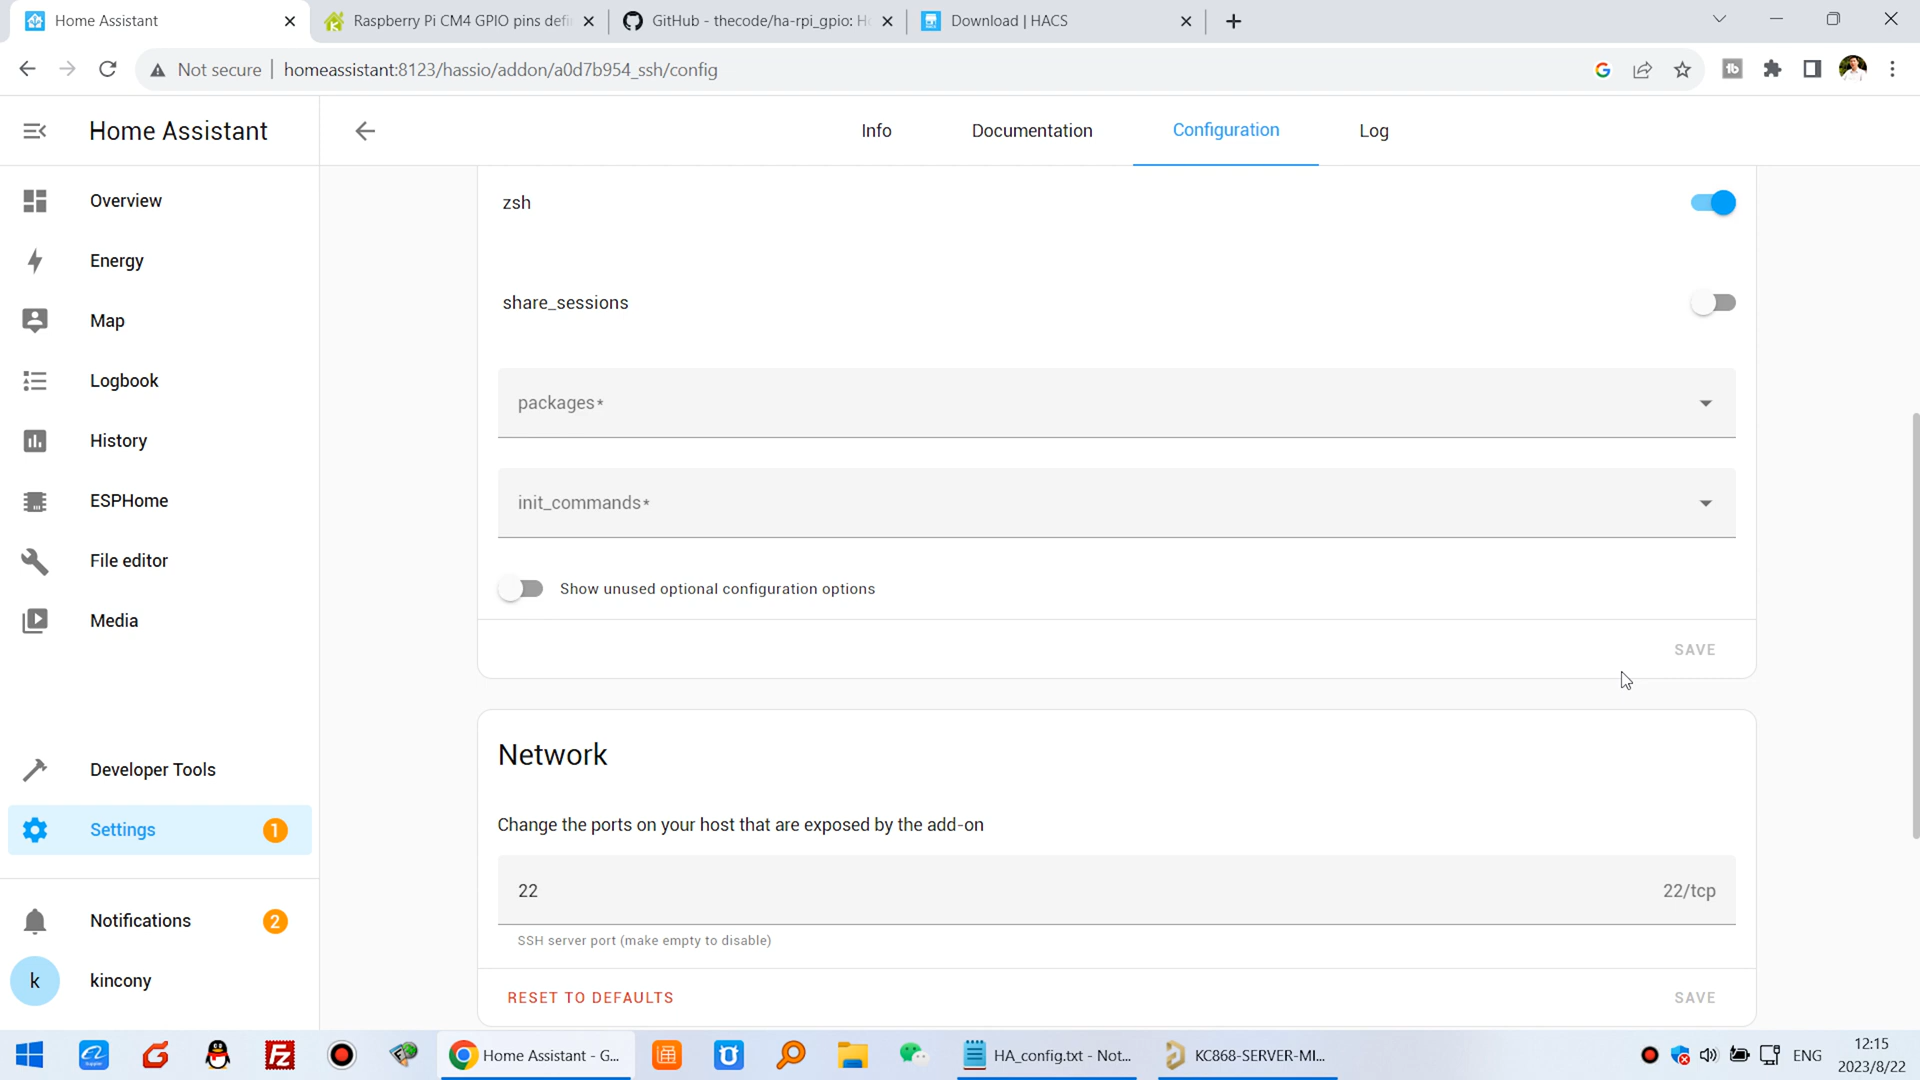 Home Assistant
Raspberry Pi CM4 GPIO pins defi
GitHub - thecode/ha-rpi_gpio: H
Download | HACS
Not secure
homeassistant:8123/hassio/addon/a0d7b954_ssh/config
Home Assistant
Info
Documentation
Configuration
Log
Overview
Energy
Map
Logbook
History
ESPHome
File editor
Media
Developer Tools
Settings
1
Notifications
2
k
kincony
zsh
share_sessions
packages*
init_commands*
Show unused optional configuration options
SAVE
Network
Change the ports on your host that are exposed by the add-on
22
22/tcp
SSH server port (make empty to disable)
RESET TO DEFAULTS
SAVE
Home Assistant - G...
HA_config.txt - Not...
KC868-SERVER-MI...
ENG
12:15
2023/8/22